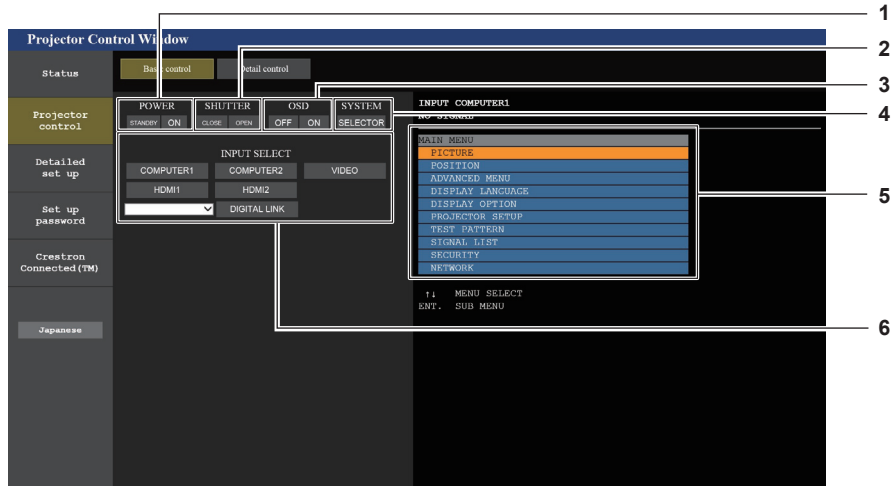 1
Projector Control Window
2
Status
Basic control
Detail control
3
POWER
SHUTTER
OSD
SYSTEM
STANDBY
ON
CLOSE
OPEN
OFF
ON
SELECTOR
4
INPUT COMPUTER1
NO SIGNAL
Projector
control
INPUT SELECT
COMPUTER1
COMPUTER2
VIDEO
HDMI1
HDMI2
DIGITAL LINK
MAIN MENU
PICTURE
POSITION
ADVANCED MENU
DISPLAY LANGUAGE
DISPLAY OPTION
PROJECTOR SETUP
TEST PATTERN
SIGNAL LIST
SECURITY
NETWORK
5
Detailed
set up
Set up
password
Crestron
Connected(TM)
↑↓ MENU SELECT
ENT. SUB MENU
6
Japanese